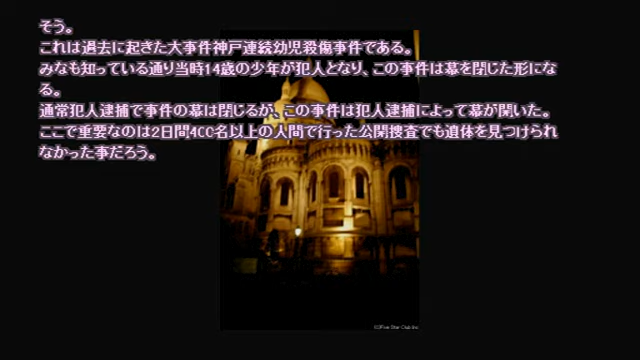 そう。
これは過去に起きた大事件神戸連続幼児殺傷事件である。
みなも知っている通り当時14歳の少年が犯人となり、この事件は幕を閉じた形にな
る。
通常犯人逮捕で事件の幕は閉じるが、この事件は犯人逮捕によって幕が開いた。
ここで重要なのは2日間400名以上の人間で行った公開捜査でも遺体を見つけられ
なかった事だろう。
(C)Five Star Club Inc